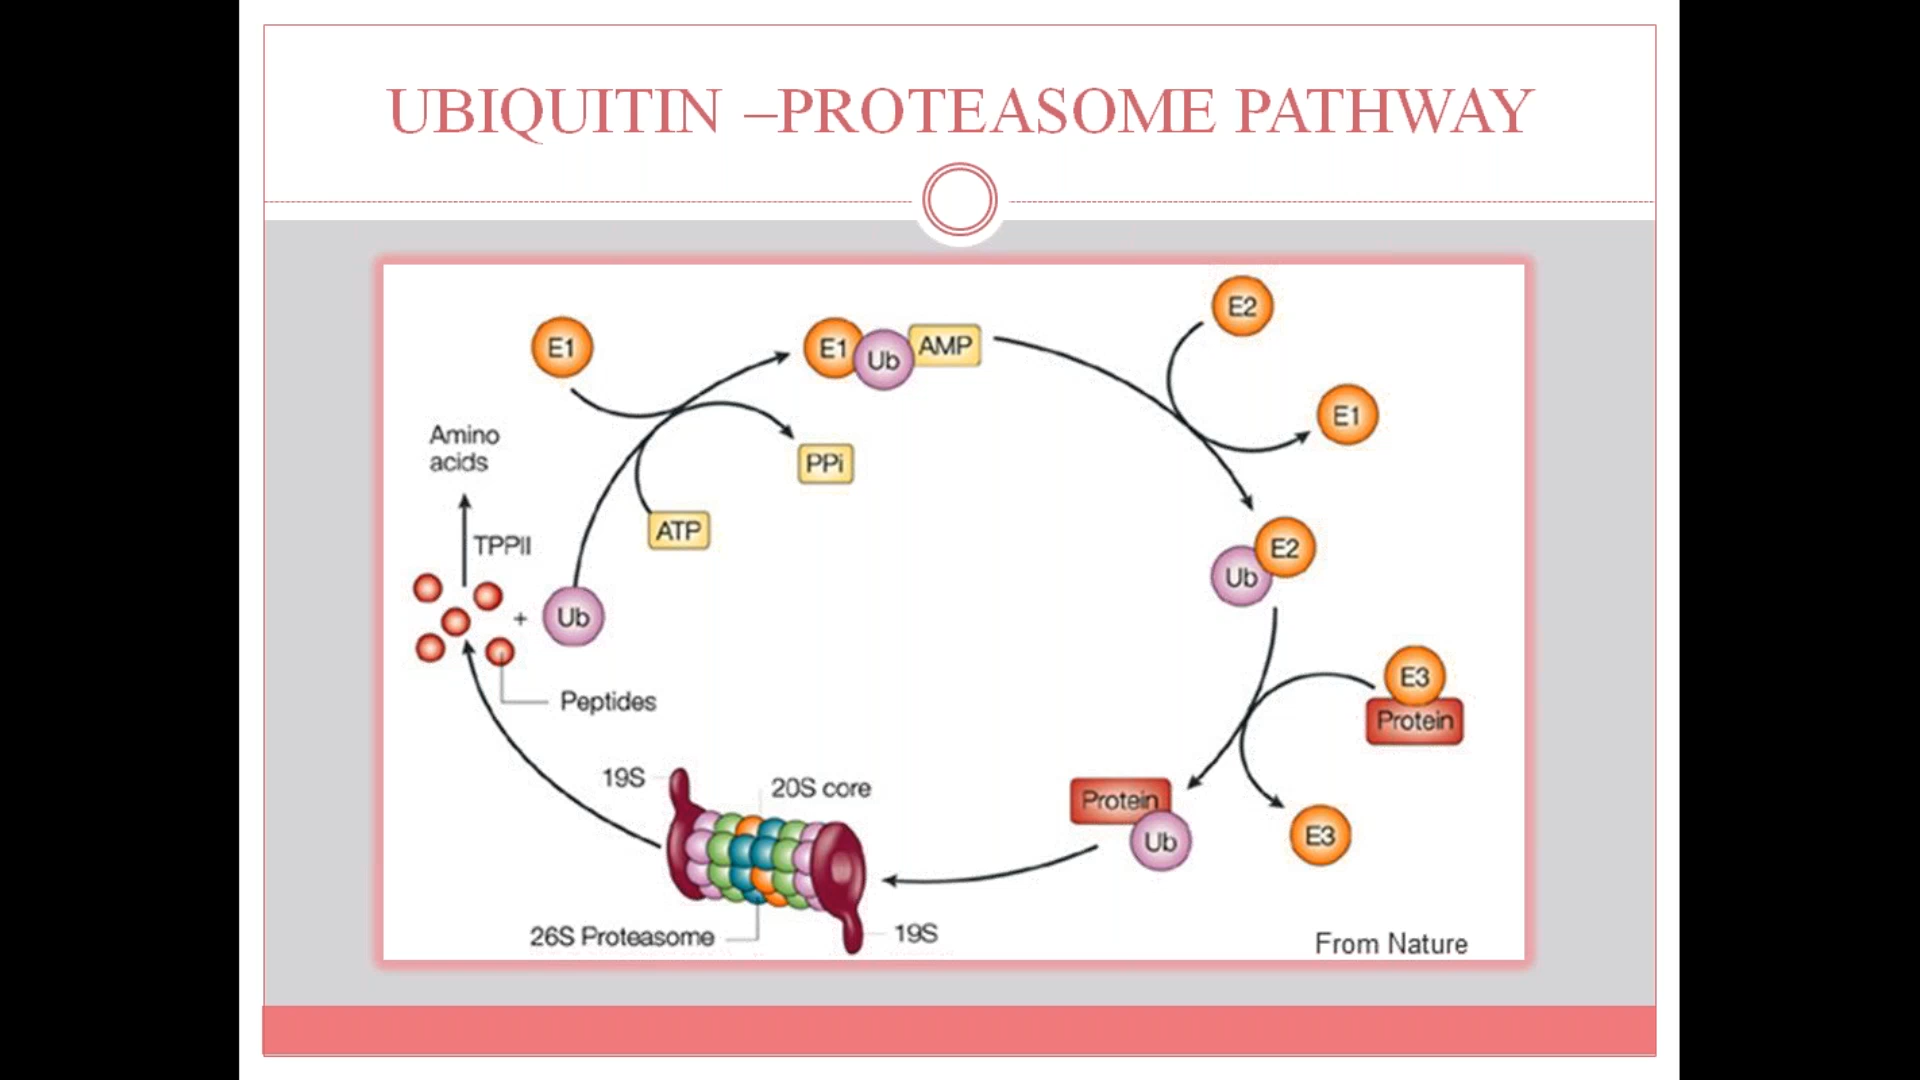 UBIQUITIN –PROTEASOME PATHWAY
E2
E1
E1
Ub
AMP
E1
Amino
acids
PPi
ATP
TPPII
E2
Ub
+
Ub
E3
Protein
Peptides
19S
20S core
Protein
Ub
E3
26S Proteasome
19S
From Nature